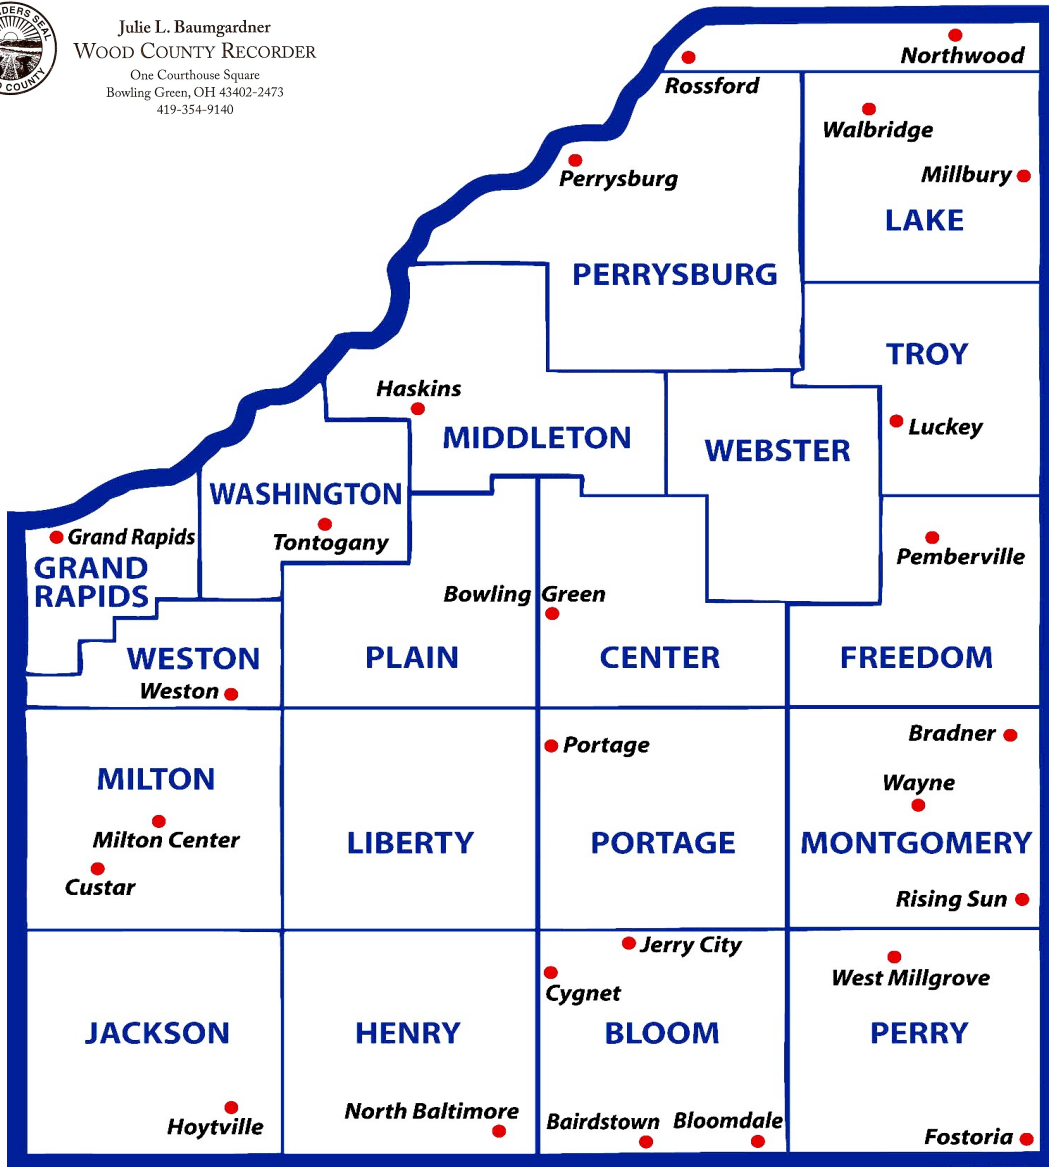 DERS SEAL
COUNTY
Julie L. Baumgardner
WOOD COUNTY RECORDER
One Courthouse Square
Bowling Green, OH 43402-2473
419-354-9140
Northwood
Rossford
Walbridge
Perrysburg
Millbury
LAKE
PERRYSBURG
TROY
Haskins
Luckey
MIDDLETON
WEBSTER
WASHINGTON
Grand Rapids
Tontogany
Pemberville
GRAND
RAPIDS
Bowling Green
WESTON
PLAIN
CENTER
FREEDOM
Weston
Bradner
Portage
MILTON
Wayne
Milton Center
LIBERTY
PORTAGE
MONTGOMERY
Custar
Rising Sun
Jerry City
West Millgrove
Cygnet
JACKSON
HENRY
BLOOM
PERRY
North Baltimore
Hoytville
Bairdstown
Bloomdale
Fostoria